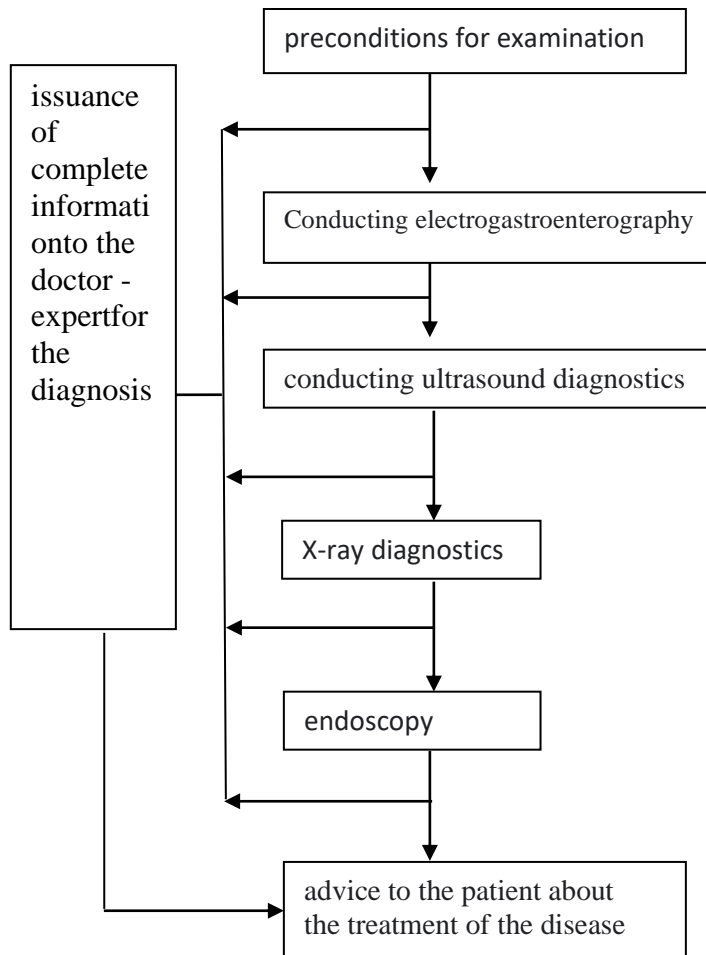 preconditions for examination
issuance
of
complete
informati
onto the
doctor -
expertfor
the
diagnosis
Conducting electrogastroenterography
conducting ultrasound diagnostics
X-ray diagnostics
endoscopy
advice to the patient about
the treatment of the disease